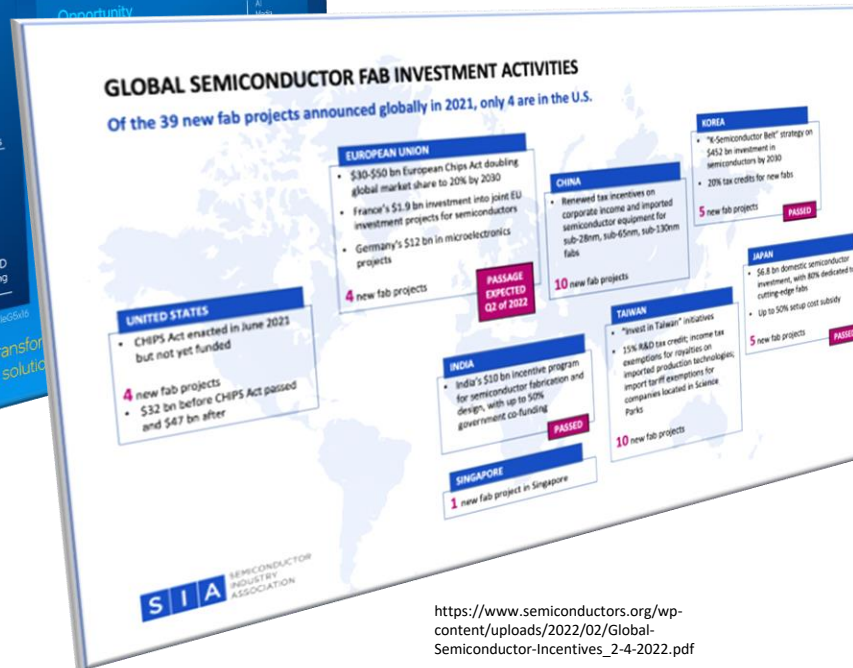 Opportunity
AI
Media
GLOBAL SEMICONDUCTOR FAB INVESTMENT ACTIVITIES
Of the 39 new fab projects announced globally in 2021, only 4 are in the U.S.
UNITED STATES
• CHIPS Act enacted in June 2021
but not yet funded
4 new fab projects
• $32 bn before CHIPS Act passed
and $47 bn after
EUROPEAN UNION
• $30-$50 bn European Chips Act doubling
global market share to 20% by 2030
• France's $1.9 bn investment into joint EU
investment projects for semiconductors
• Germany's $12 bn in microelectronics
projects
4 new fab projects
PASSAGE
EXPECTED
Q2 of 2022
CHINA
• Renewed tax incentives on
corporate income and imported
semiconductor equipment for
sub-28nm, sub-65nm, sub-130nm
fabs
10 new fab projects
KOREA
• "K-Semiconductor Belt" strategy on
$452 bn investment in
semiconductors by 2030
• 20% tax credits for new fabs
5 new fab projects
PASSED
JAPAN
• $6.8 bn domestic semiconductor
investment, with 80% dedicated to
cutting-edge fabs
• Up to 50% setup cost subsidy
5 new fab projects
PASSED
INDIA
• India's $10 bn incentive program
for semiconductor fabrication and
design, with up to 50%
government co-funding
PASSED
TAIWAN
• "Invest in Taiwan" initiatives
• 15% R&D tax credit; income tax
exemptions for royalties on
imported production technologies;
import tariff exemptions for
companies located in Science
Parks
10 new fab projects
SINGAPORE
1 new fab project in Singapore
SIA
SEMICONDUCTOR
INDUSTRY
ASSOCIATION
https://www.semiconductors.org/wp-
content/uploads/2022/02/Global-
Semiconductor-Incentives_2-4-2022.pdf